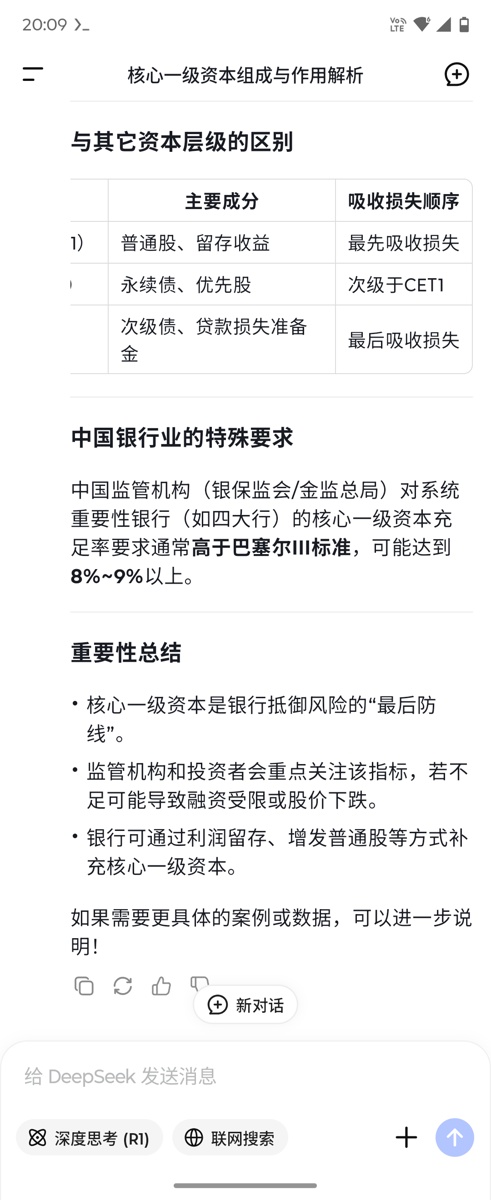 20:09
Vo
LTE
6
核心一级资本组成与作用解析
与其它资本层级的区别
主要成分 吸收损失顺序
1） 普通股、留存收益 最先吸收损失
） 永续债、优先股 次级于CET1
次级债、贷款损失准备
金
最后吸收损失
中国银行业的特殊要求
中国监管机构（银保监会/金监总局）对系统
重要性银行（如四大行）的核心一级资本充
足率要求通常高于巴塞尔III标准，可能达到
8%~9%以上。
重要性总结
• 核心一级资本是银行抵御风险的“最后防
线”。
• 监管机构和投资者会重点关注该指标，若不
足可能导致融资受限或股价下跌。
• 银行可通过利润留存、增发普通股等方式补
充核心一级资本。
如果需要更具体的案例或数据，可以进一步说
明！
新对话
给 DeepSeek 发送消息
深度思考 (R1) 联网搜索